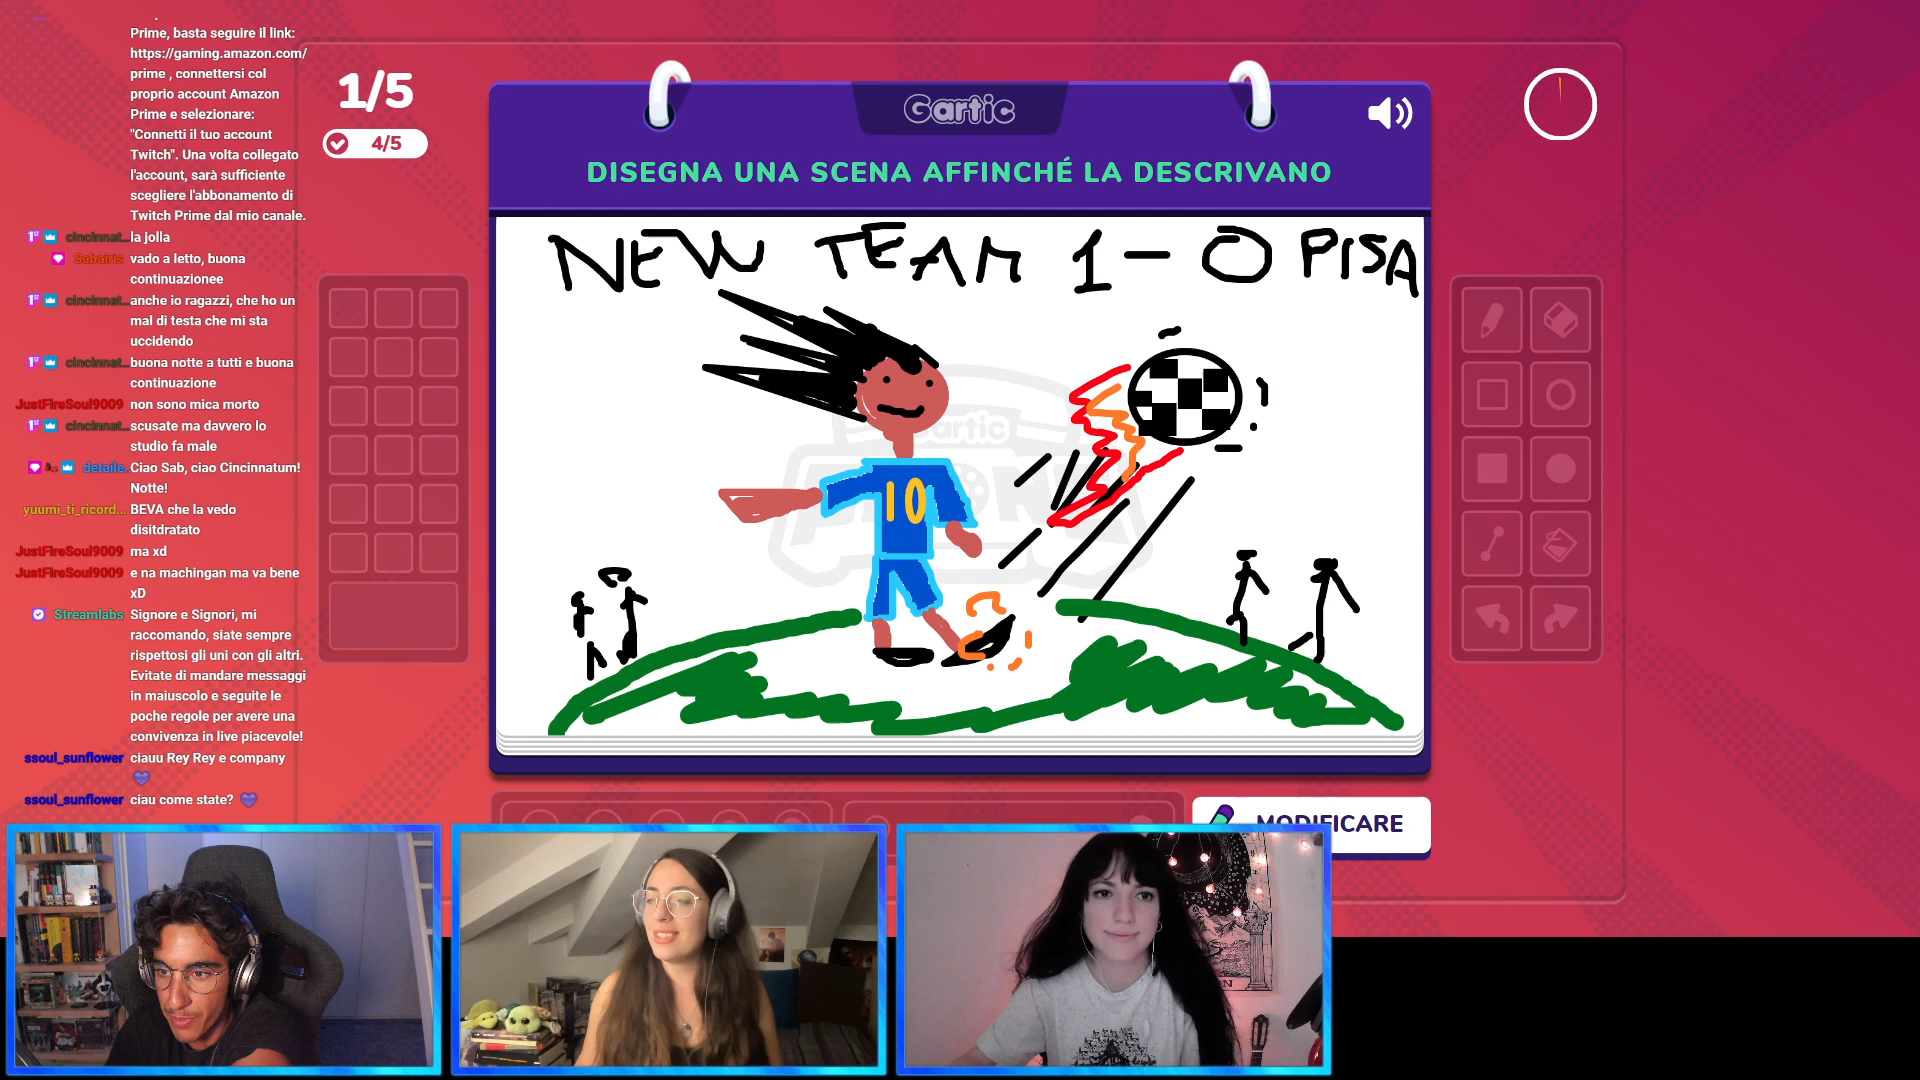 Prime, basta seguire il link:
https://gaming.amazon.com/
prime , connettersi col
proprio account Amazon
Prime e selezionare:
"Connetti il tuo account
Twitch". Una volta collegato
l'account, sarà sufficiente
scegliere l'abbonamento di
Twitch Prime dal mio canale.
cincinnat... la jolla
Sabairis vado a letto, buona
continuazionee
cincinnat... anche io ragazzi, che ho un
mal di testa che mi sta
uccidendo
cincinnat... buona notte a tutti e buona
continuazione
JustFireSoul9009 non sono mica morto
cincinnat... scusate ma davvero lo
studio fa male
detaile... Ciao Sab, ciao Cincinnatum!
Notte!
yuumi_ti_ricord... BEVA che la vedo
disitdratato
JustFireSoul9009 ma xd
JustFireSoul9009 e na machingan ma va bene
xD
Streamlabs Signore e Signori, mi
raccomando, siate sempre
rispettosi gli uni con gli altri.
Evitate di mandare messaggi
in maiuscolo e seguite le
poche regole per avere una
convivenza in live piacevole!
ssoul_sunflower ciauu Rey Rey e company
ssoul_sunflower ciau come state?
1/5
4/5
Gartic
DISEGNA UNA SCENA AFFINCHÉ LA DESCRIVANO
NEW TEAM 1-0 PISA
10
MODIFICARE